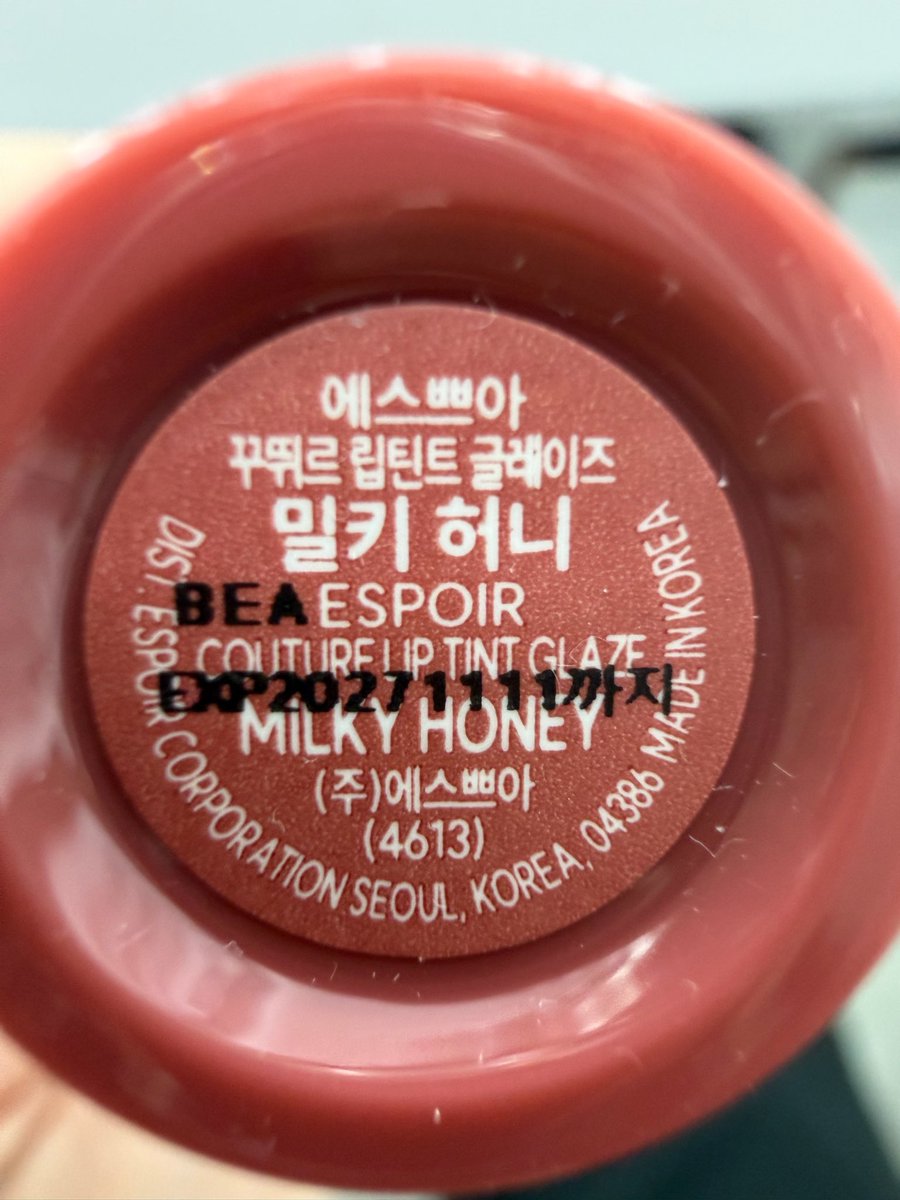 에스쁘아
꾸뛰르 립틴트 글레이즈
밀키 허니
BEA
ESPOIR
COUTURE LIP TINT GLAZE
EXP20271111까지
MILKY HONEY
(주)에스쁘아
(4613)
DIST. ESPOIR CORPORATION SEOUL, KOREA, 04386 MADE IN KOREA